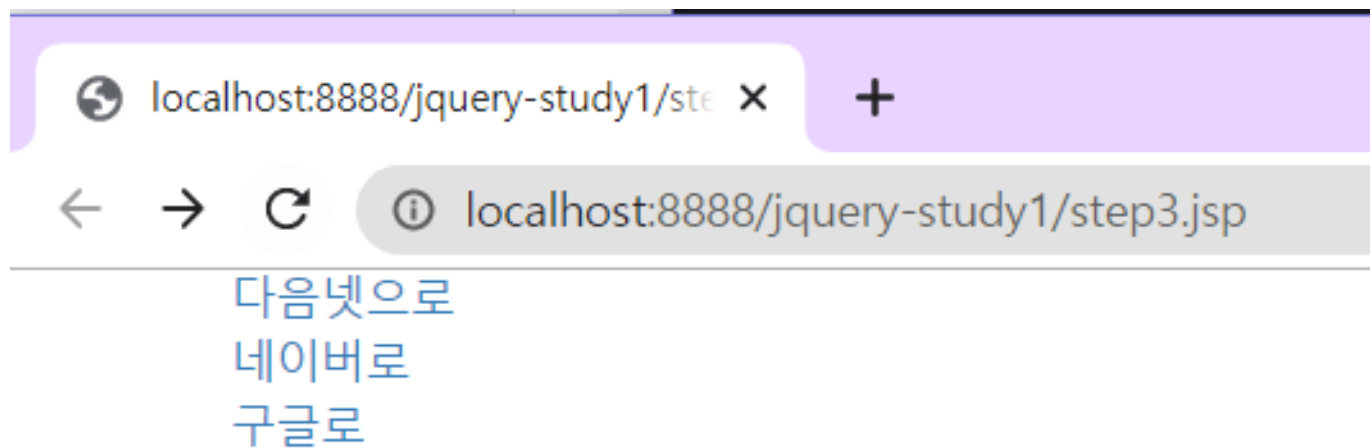 localhost:8888/jquery-study1/ste
localhost:8888/jquery-study1/step3.jsp
다음넷으로
네이버로
구글로